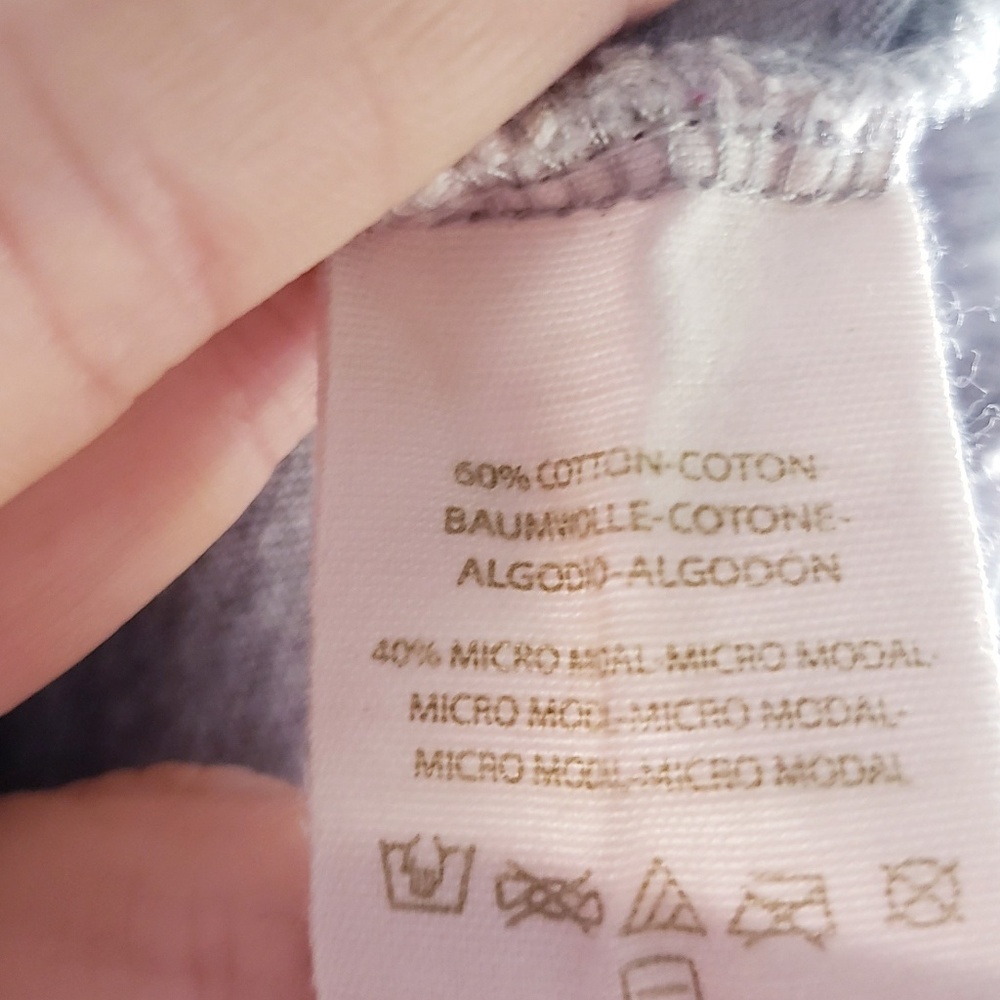 60% COTTON-COTON-
BAUMWOLLE-COTONE-
ALGODÃO-ALGODÓN
40% MICRO MODAL-MICRO MODAL-
MICRO MODAL-MICRO MODAL-
MICRO MODAL-MICRO MODAL